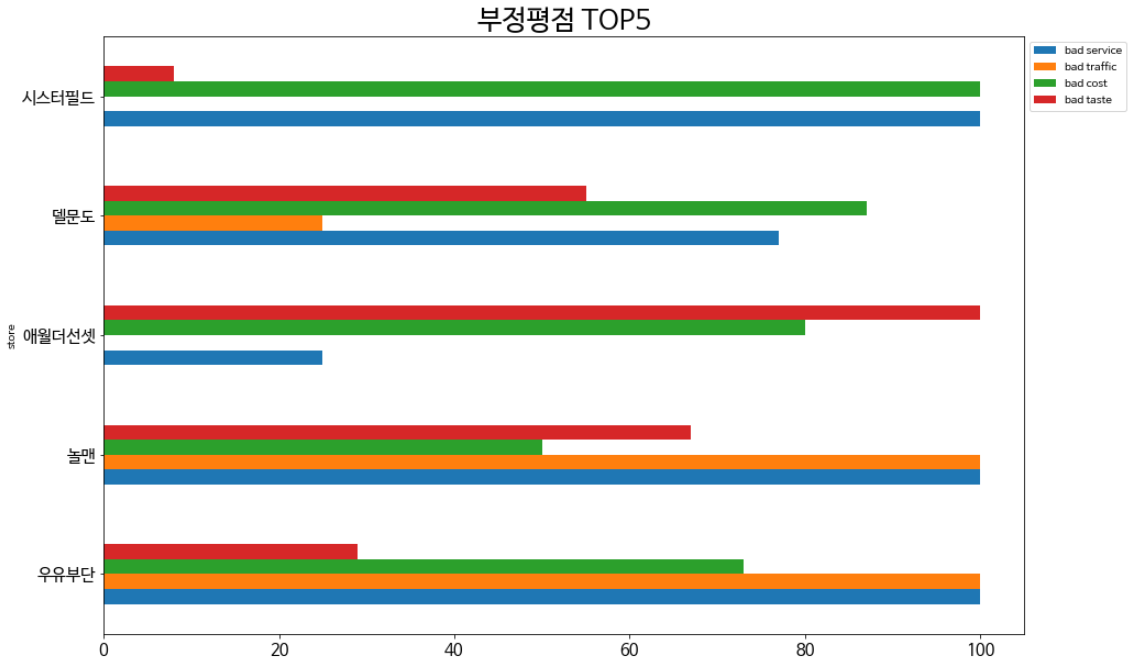 부정평점 TOP5
bad service
bad traffic
bad cost
bad taste
시스터필드
델문도
애월더선셋
놀맨
우유부단
store
0 20 40 60 80 100